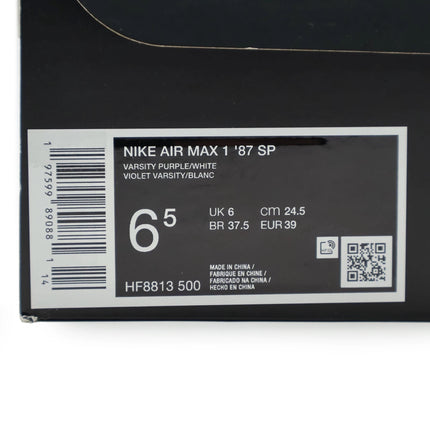 NIKE AIR MAX 1 '87 SP
VARSITY PURPLE/WHITE
VIOLET VARSITY/BLANC
6 5
UK 6 cm 24.5
BR 37.5 EUR 39
MADE IN CHINA /
FABRIQUE EN CHINE /
FABRICADO NA CHINA /
HECHO EN CHINA
HF8813 500
1 97599 89088 1 14